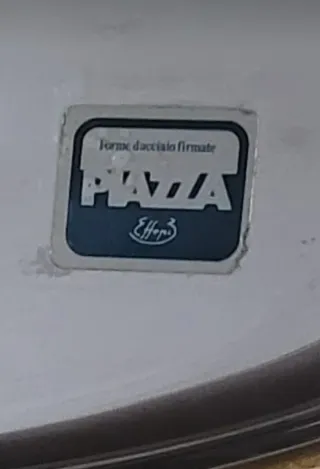 Forme d'acciaio firmate
PIAZZA
Effepi